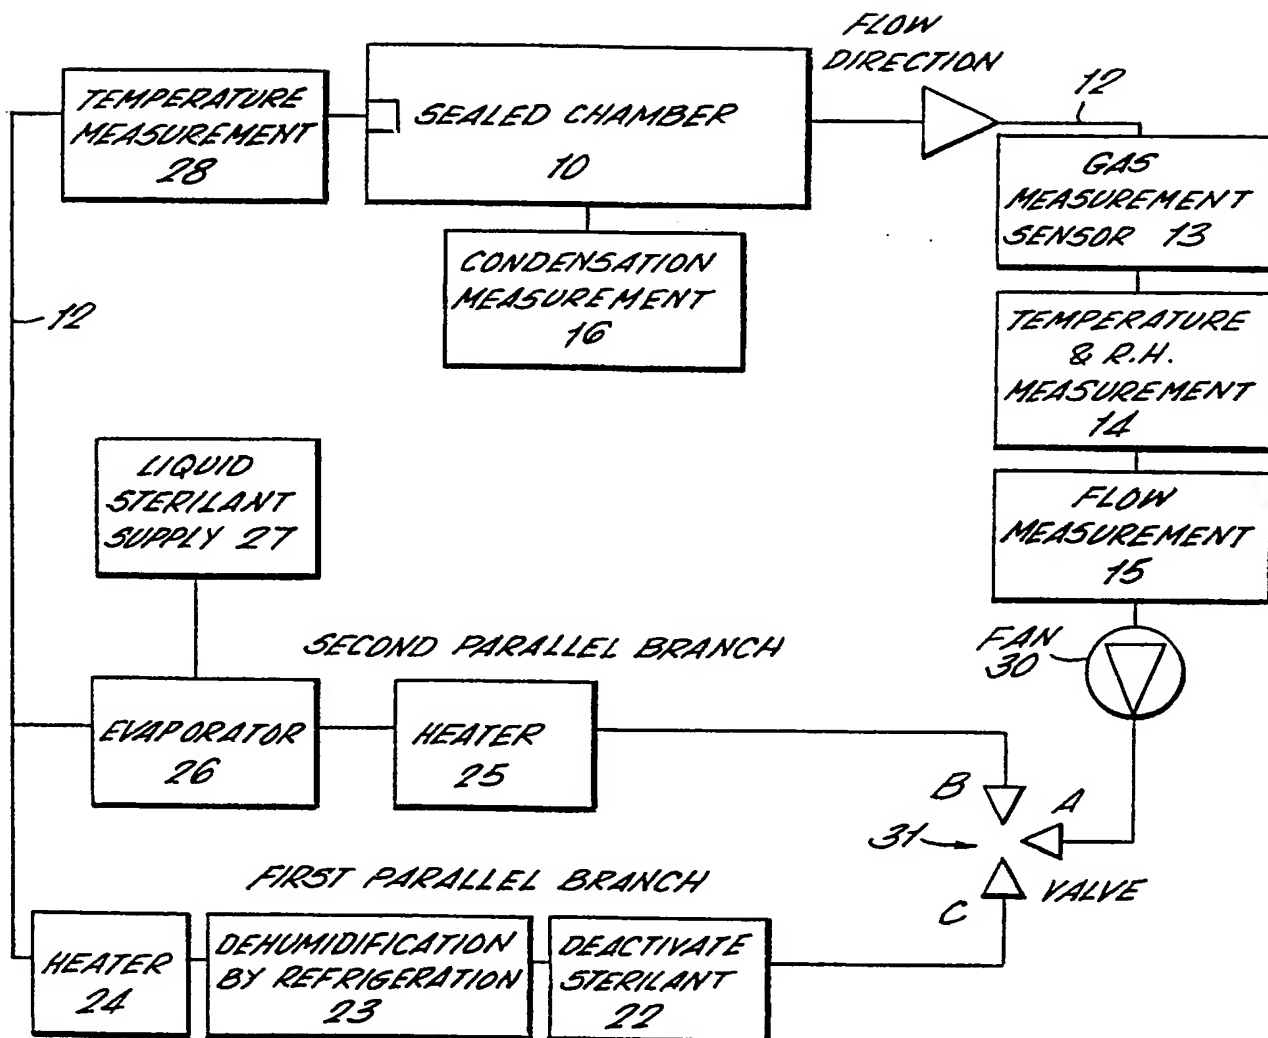 FLOW
DIRECTION
12
TEMPERATURE
MEASUREMENT
28
SEALED CHAMBER
10
GAS
MEASUREMENT
SENSOR 13
CONDENSATION
MEASUREMENT
16
12
TEMPERATURE
& R.H.
MEASUREMENT
14
LIQUID
STERILANT
SUPPLY 27
FLOW
MEASUREMENT
15
SECOND PARALLEL BRANCH
FAN
30
EVAPORATOR
26
HEATER
25
B
A
31
FIRST PARALLEL BRANCH
C
VALVE
HEATER
24
DEHUMIDIFICATION
BY REFRIGERATION
23
DEACTIVATE
STERILANT
22